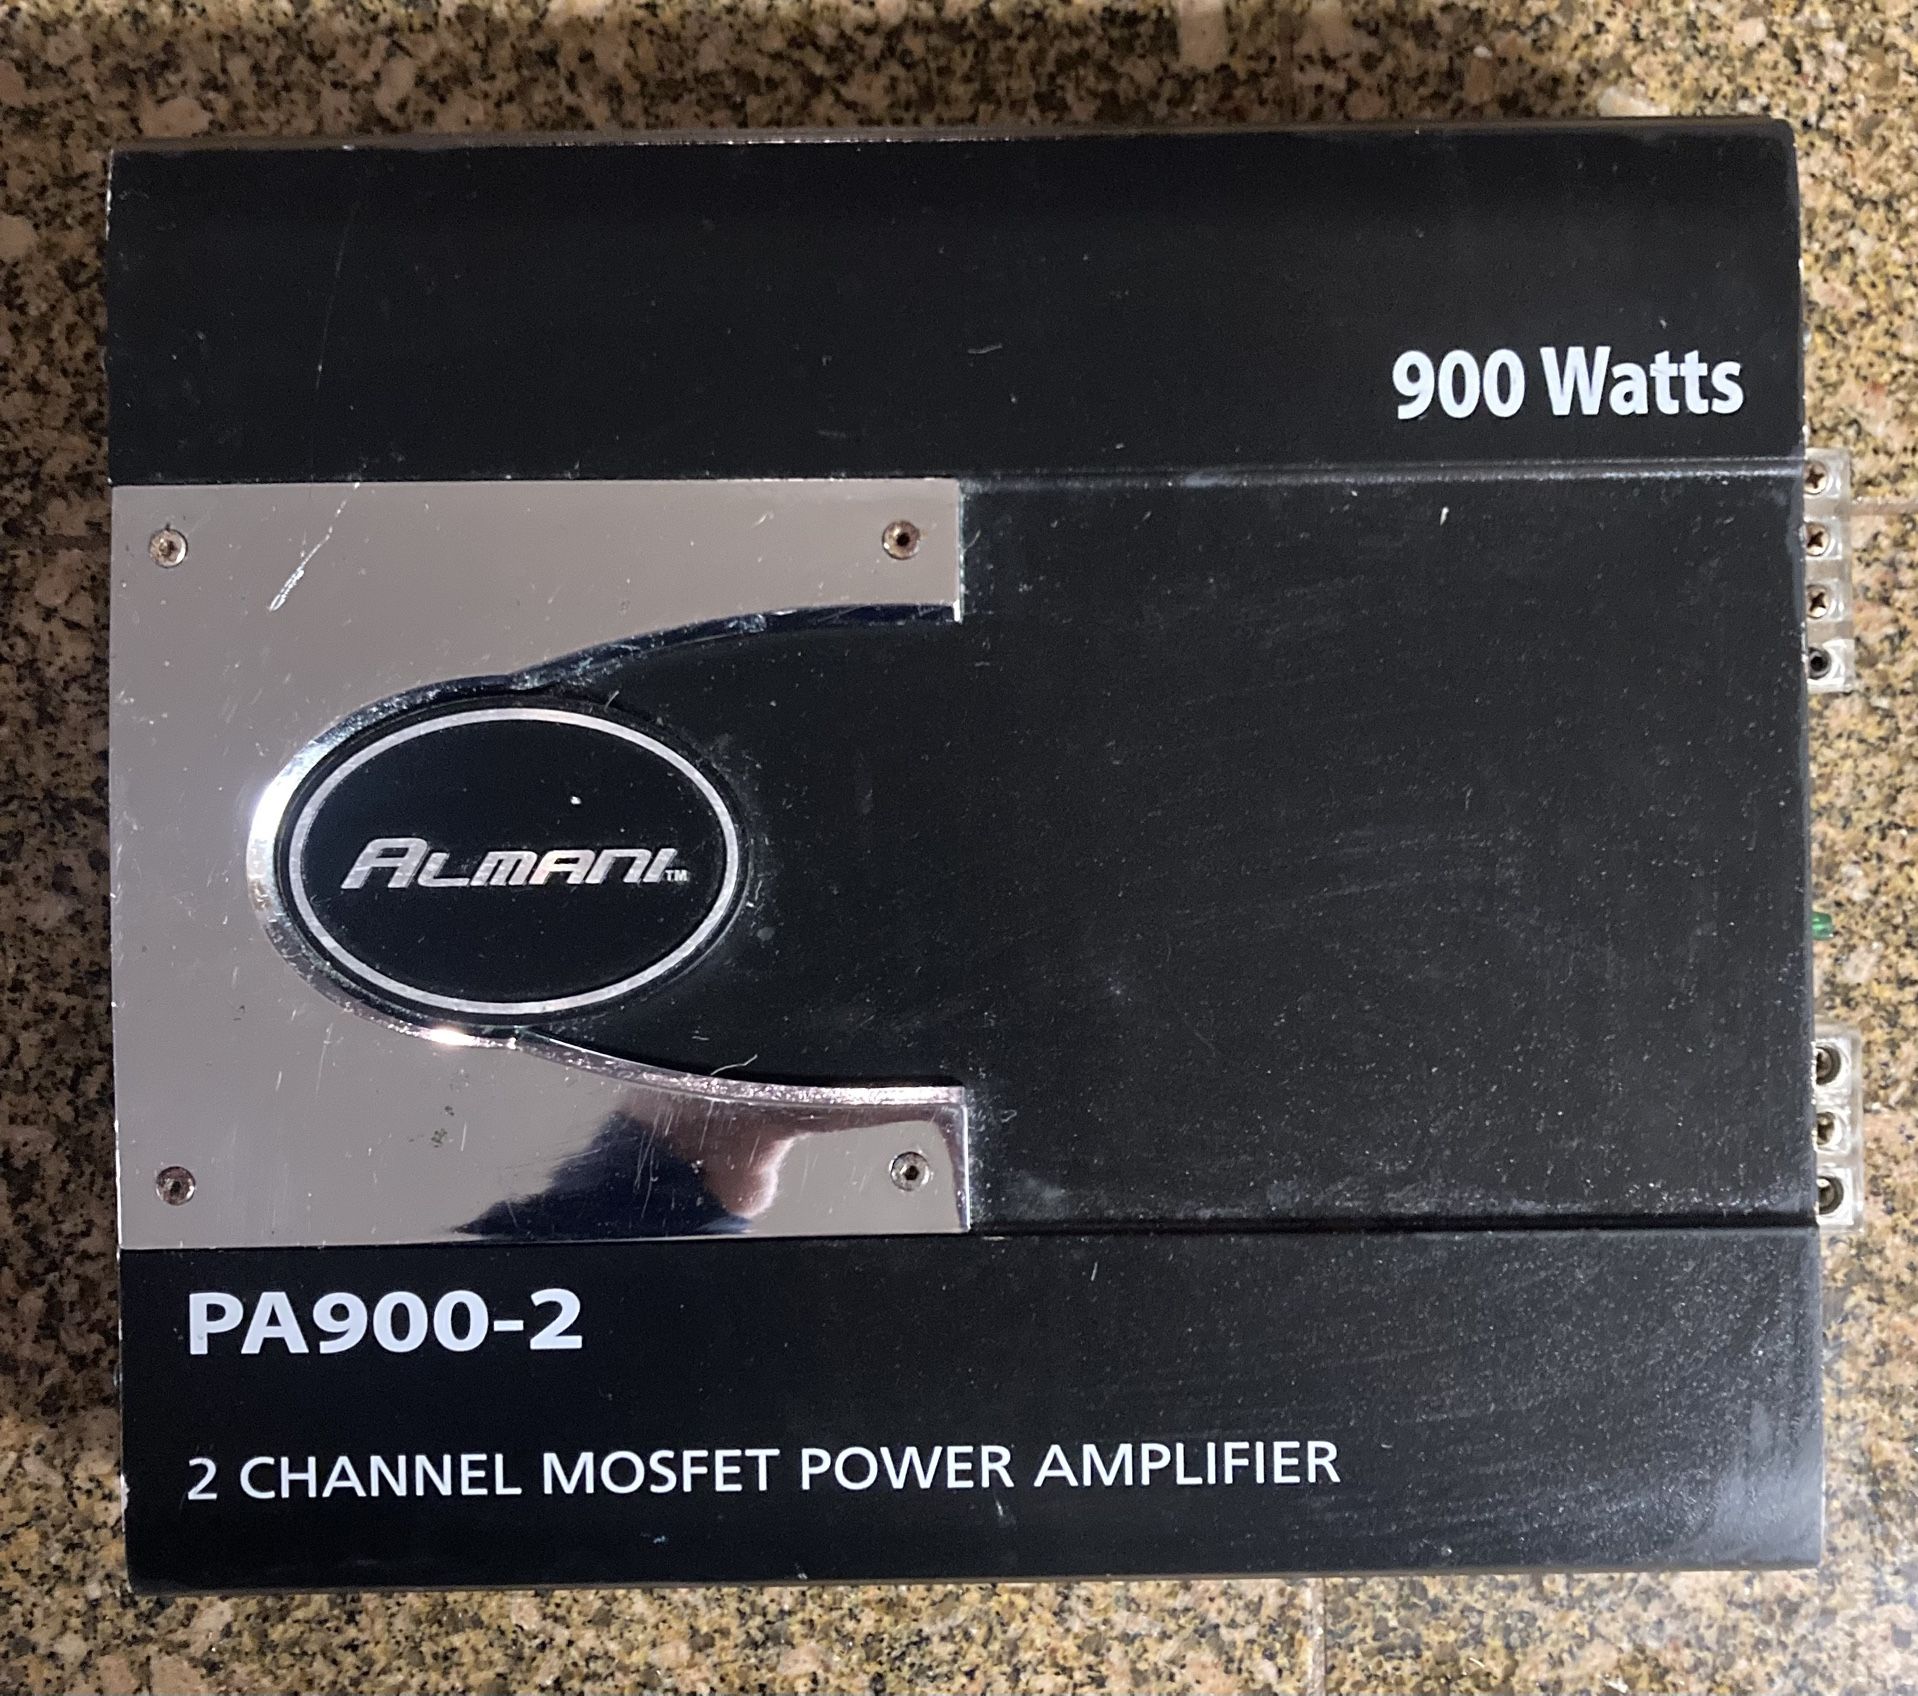 900 Watts
ALMANI™
PA900-2
2 CHANNEL MOSFET POWER AMPLIFIER